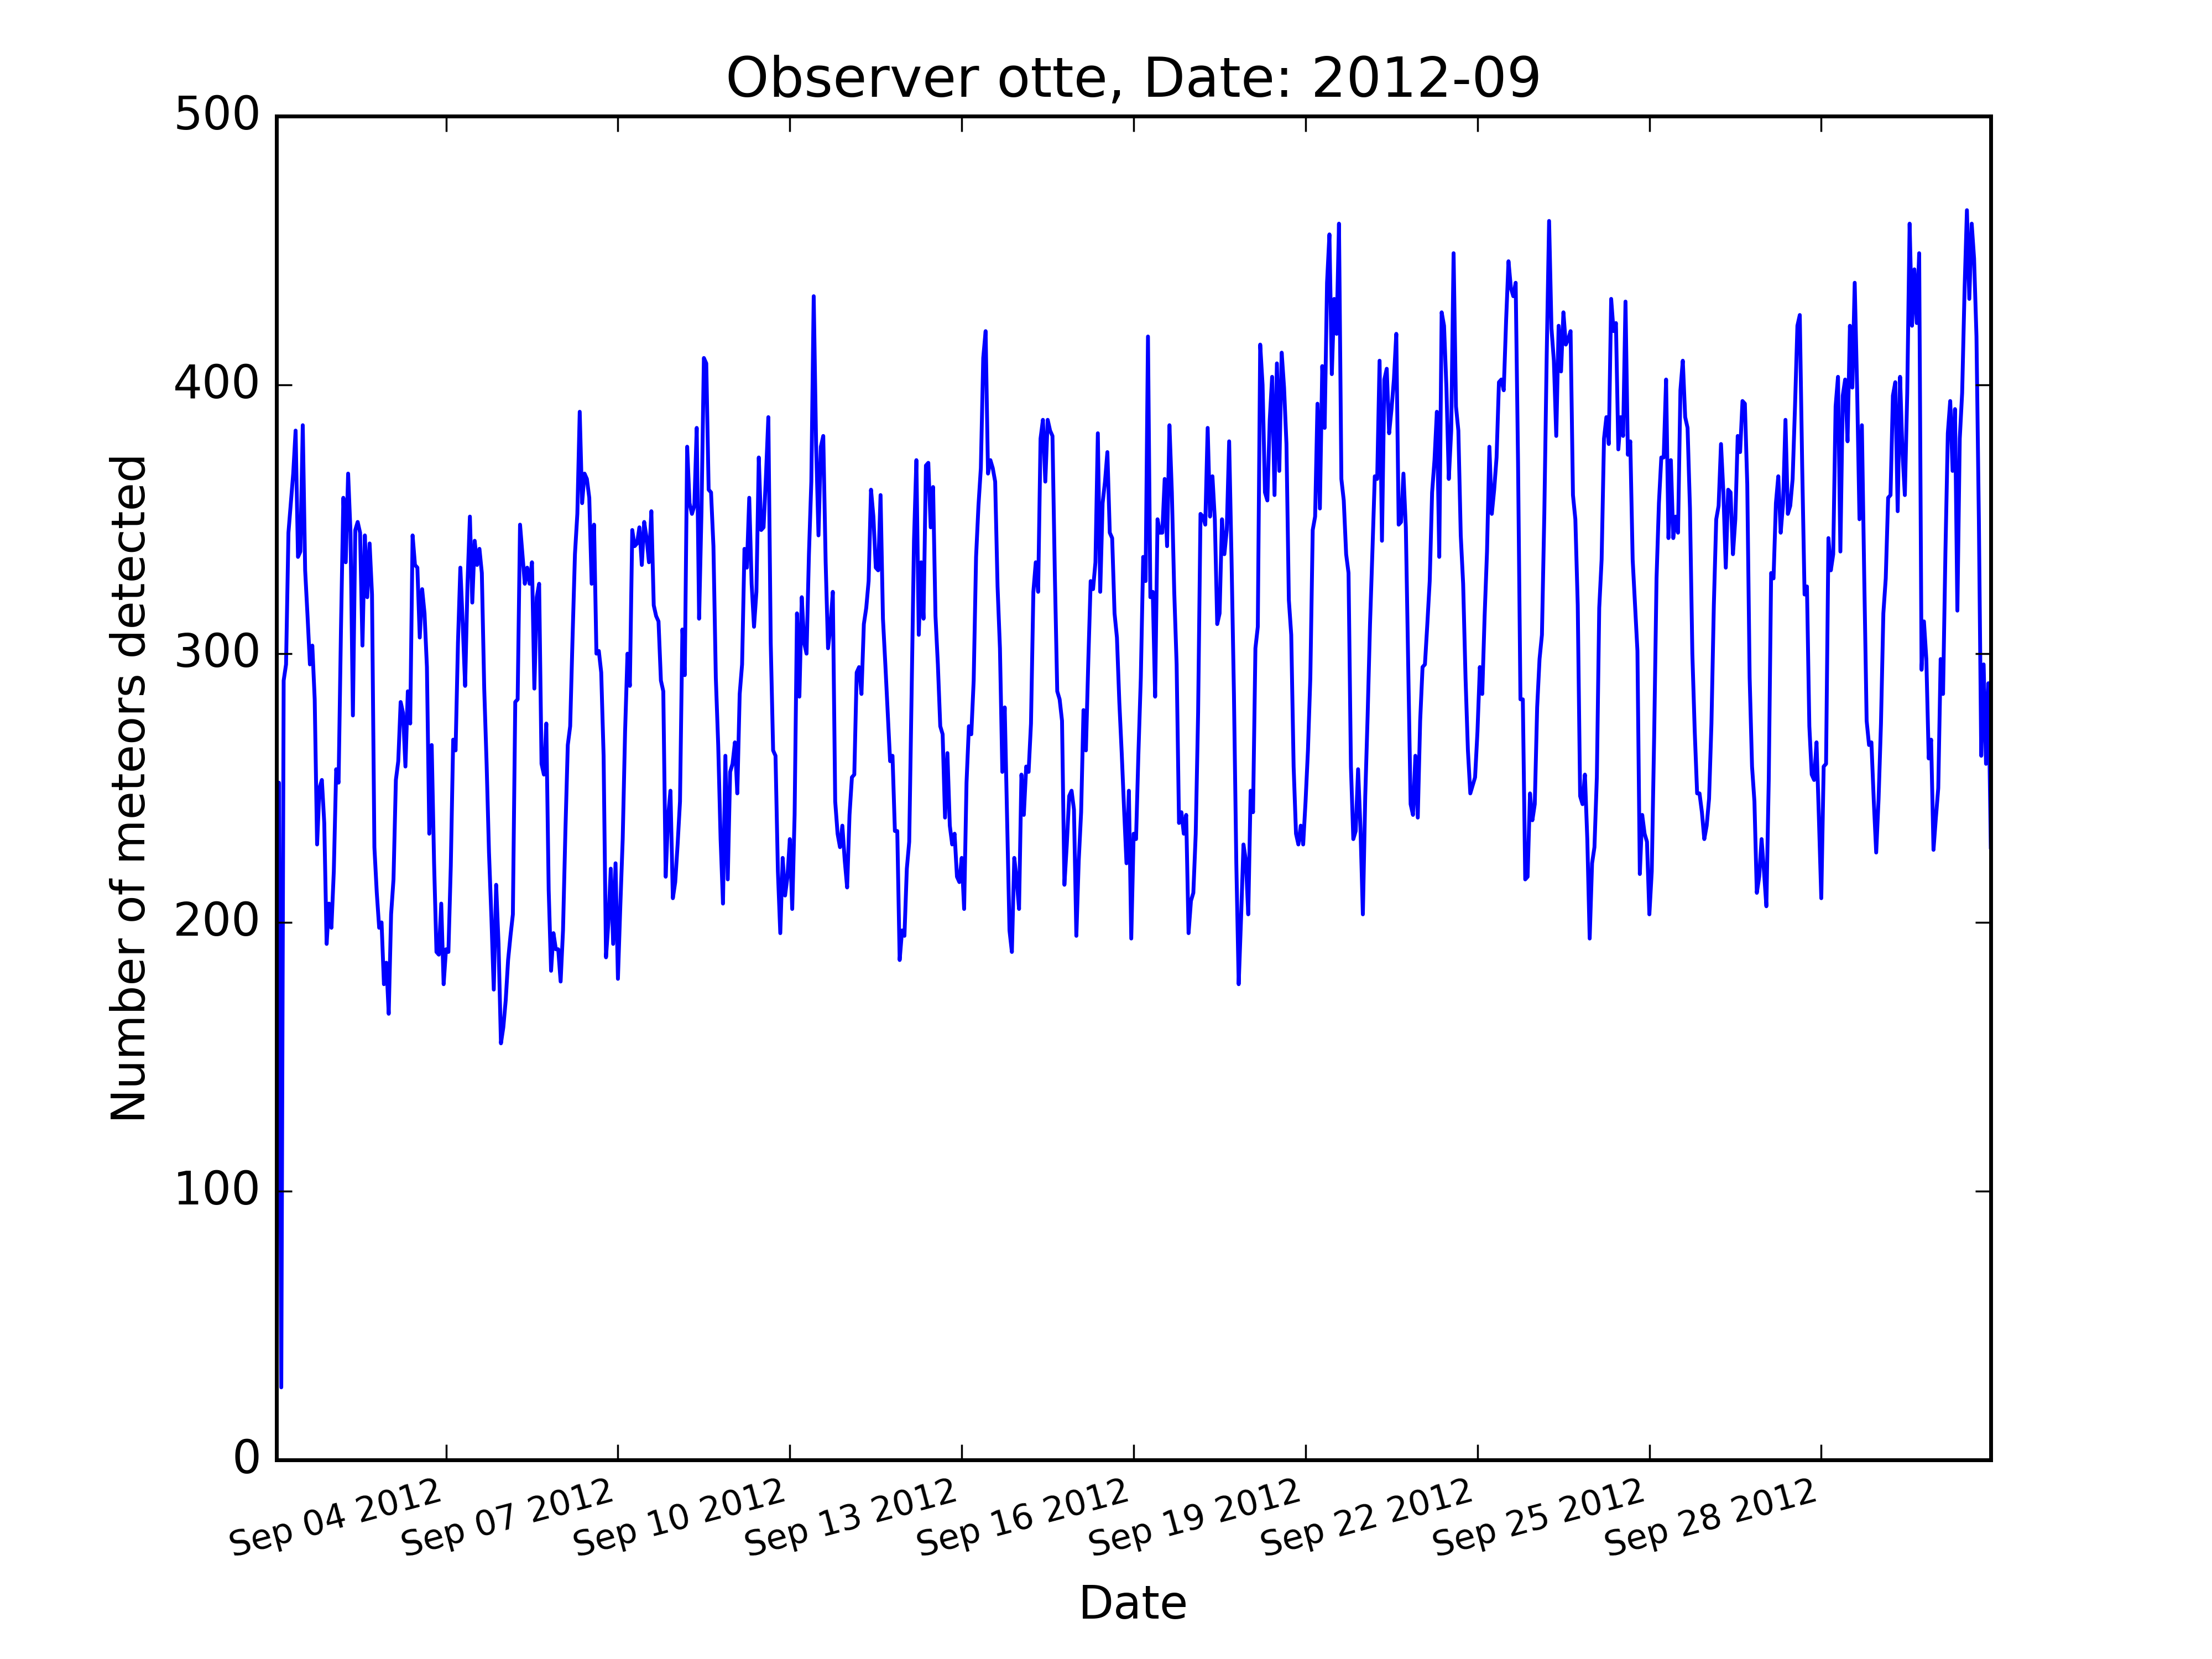 Observer otte, Date: 2012-09
500
400
300
200
100
0
Number of meteors detected
Sep 04 2012
Sep 07 2012
Sep 10 2012
Sep 13 2012
Sep 16 2012
Sep 19 2012
Sep 22 2012
Sep 25 2012
Sep 28 2012
Date